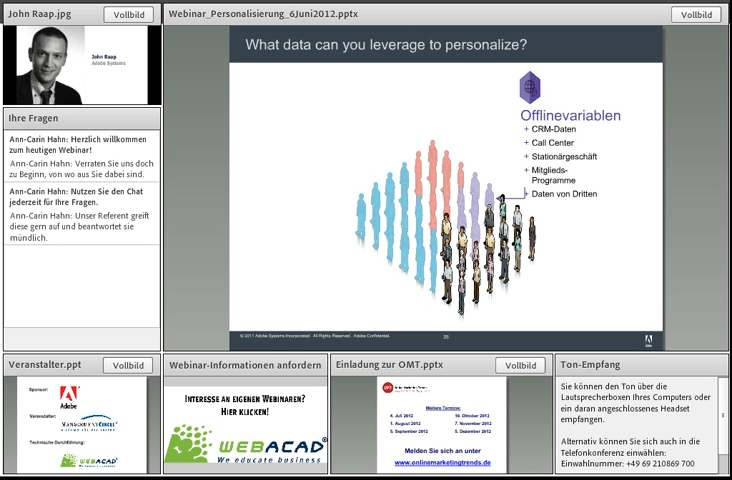 John Raap.jpg
Vollbild
John Raap
Adobe Systems
Ihre Fragen
Ann-Carin Hahn: Herzlich willkommen
zum heutigen Webinar!
Ann-Carin Hahn: Verraten Sie uns doch
zu Beginn, von wo aus Sie dabei sind.
Ann-Carin Hahn: Nutzen Sie den Chat
jederzeit für Ihre Fragen.
Ann-Carin Hahn: Unser Referent greift
diese gern auf und beantwortet sie
mündlich.
Webinar_Personalisierung_6Juni2012.pptx
Vollbild
What data can you leverage to personalize?
Offlinevariablen
+ CRM-Daten
+ Call Center
+ Stationärgeschäft
+ Mitglieds-
Programme
+ Daten von Dritten
© 2011 Adobe Systems Incorporated. All Rights Reserved. Adobe Confidential.
Veranstalter.ppt
Vollbild
Sponsor:
Adobe
Veranstalter:
MANAGEMENT CIRCLE
Technische Durchführung:
WEBACAD
Webinar-Informationen anfordern
INTERESSE AN EIGENEN WEBINAREN?
HIER KLICKEN!
WEBACAD
We educate business
Einladung zur OMT.pptx
Vollbild
Weitere Termine:
4. Juli 2012
10. Oktober 2012
1. August 2012
7. November 2012
5. September 2012
5. Dezember 2012
Melden Sie sich an unter
www.onlinemarketingtrends.de
Ton-Empfang
Sie können den Ton über die
Lautsprecherboxen Ihres Computers oder
ein daran angeschlossenes Headset
empfangen.
Alternativ können Sie sich auch in die
Telefonkonferenz einwählen:
Einwahlnummer: +49 69 210869 700